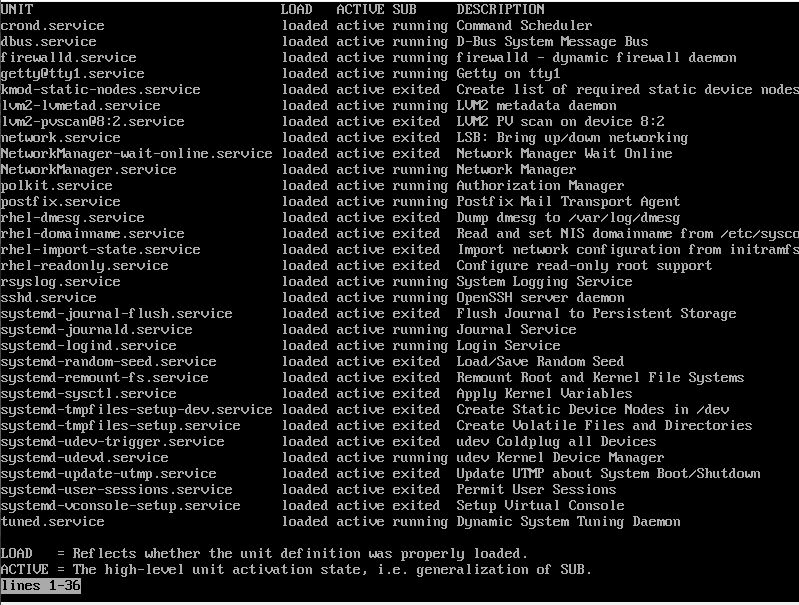 UNIT LOAD ACTIVE SUB DESCRIPTION
crond.service loaded active running Command Scheduler
dbus.service loaded active running D-Bus System Message Bus
firewalld.service loaded active running firewalld - dynamic firewall daemon
getty@tty1.service loaded active running Getty on tty1
kmod-static-nodes.service loaded active exited Create list of required static device nodes
lvm2-lvmetad.service loaded active running LVM2 metadata daemon
lvm2-pvscan@8:2.service loaded active exited LVM2 PV scan on device 8:2
network.service loaded active exited LSB: Bring up/down networking
NetworkManager-wait-online.service loaded active exited Network Manager Wait Online
NetworkManager.service loaded active running Network Manager
polkit.service loaded active running Authorization Manager
postfix.service loaded active running Postfix Mail Transport Agent
rhel-dmesg.service loaded active exited Dump dmesg to /var/log/dmesg
rhel-domainname.service loaded active exited Read and set NIS domainname from /etc/sysco
rhel-import-state.service loaded active exited Import network configuration from initramfs
rhel-readonly.service loaded active exited Configure read-only root support
rsyslog.service loaded active running System Logging Service
sshd.service loaded active running OpenSSH server daemon
systemd-journal-flush.service loaded active exited Flush Journal to Persistent Storage
systemd-journald.service loaded active running Journal Service
systemd-logind.service loaded active running Login Service
systemd-random-seed.service loaded active exited Load/Save Random Seed
systemd-remount-fs.service loaded active exited Remount Root and Kernel File Systems
systemd-sysctl.service loaded active exited Apply Kernel Variables
systemd-tmpfiles-setup-dev.service loaded active exited Create Static Device Nodes in /dev
systemd-tmpfiles-setup.service loaded active exited Create Volatile Files and Directories
systemd-udev-trigger.service loaded active exited udev Coldplug all Devices
systemd-udevd.service loaded active running udev Kernel Device Manager
systemd-update-utmp.service loaded active exited Update UTMP about System Boot/Shutdown
systemd-user-sessions.service loaded active exited Permit User Sessions
systemd-vconsole-setup.service loaded active exited Setup Virtual Console
tuned.service loaded active running Dynamic System Tuning Daemon
LOAD = Reflects whether the unit definition was properly loaded.
ACTIVE = The high-level unit activation state, i.e. generalization of SUB.
lines 1-36